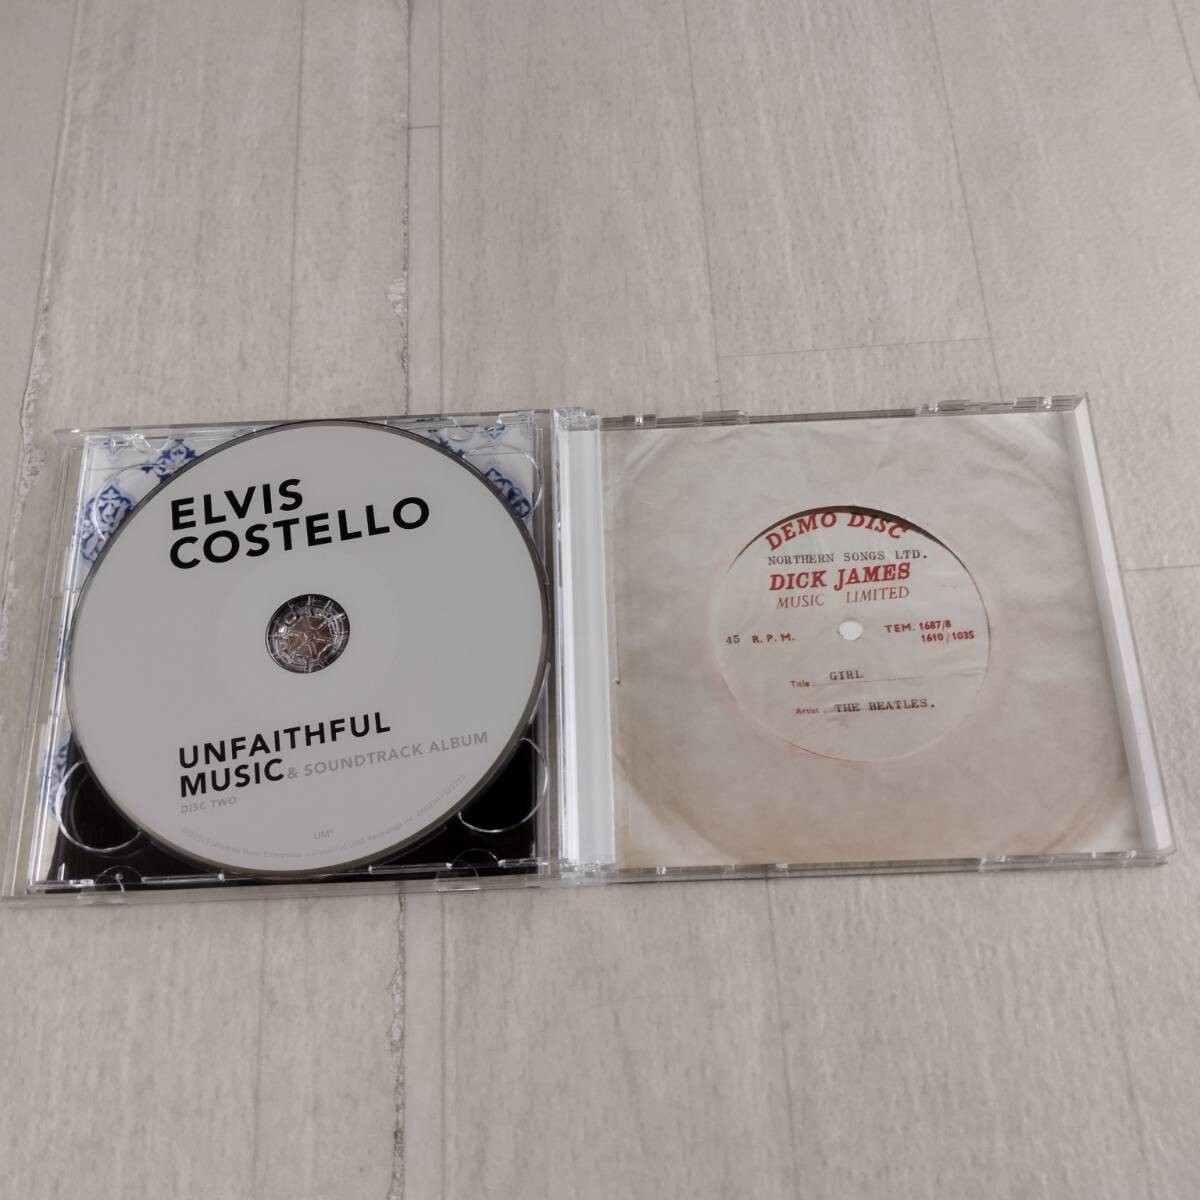 ELVIS
COSTELLO
UNFAITHFUL
MUSIC & SOUNDTRACK ALBUM
DISC TWO
UMe
DEMO DISC
NORTHERN SONGS LTD.
DICK JAMES
MUSIC LIMITED
45 R.P.M.
TEM. 1687/8
1610/1035
Title: GIRL
Artist THE BEATLES.